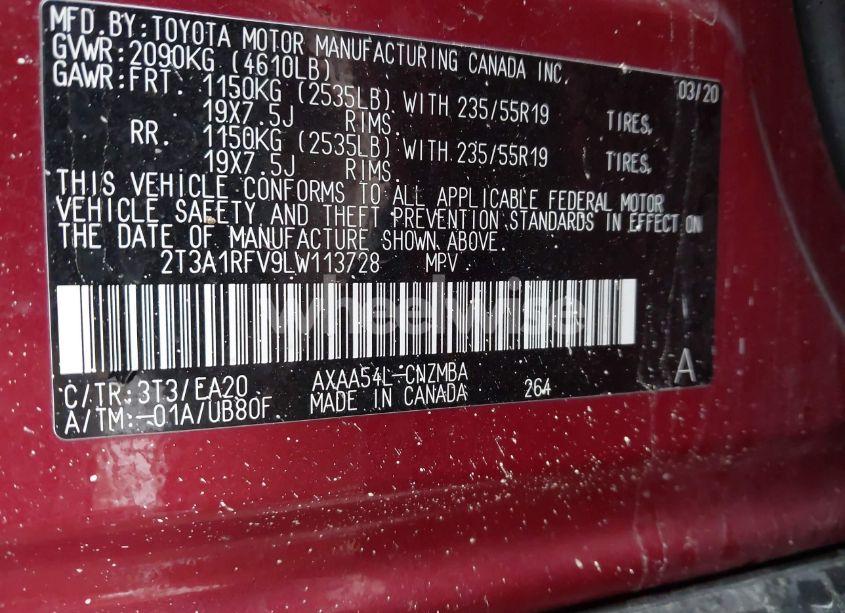 MFD.BY:TOYOTA MOTOR MANUFACTURING CANADA INC.
GVWR:2090KG (4610LB) 03/20
GAWR:FRT. 1150KG (2535LB) WITH 235/55R19 TIRES,
19X7.5J RIMS.
RR. 1150KG (2535LB) WITH 235/55R19 TIRES,
19X7.5J RIMS.
THIS VEHICLE CONFORMS TO ALL APPLICABLE FEDERAL MOTOR
VEHICLE SAFETY AND THEFT PREVENTION STANDARDS IN EFFECT ON
THE DATE OF MANUFACTURE SHOWN ABOVE.
2T3A1RFV9LW113728 MPV
wheelwise
C/TR:3T3/EA20 AXAA54L-CNZMBA A
A/TM:-01A/UB80F MADE IN CANADA 264